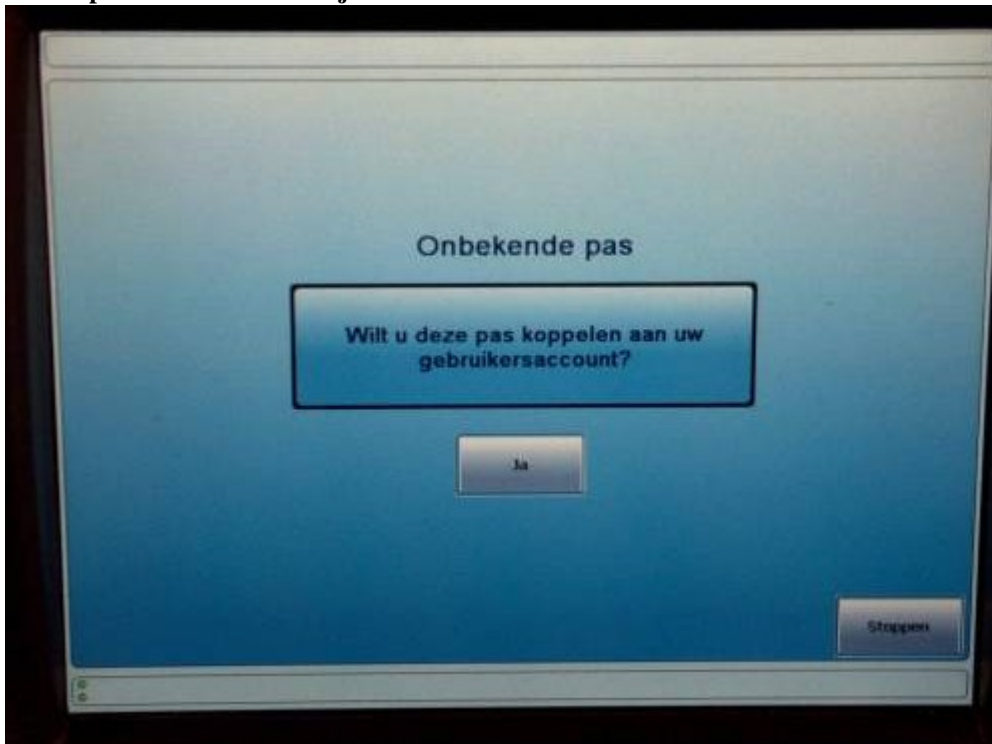 Onbekende pas
Wilt u deze pas koppelen aan uw
gebruikersaccount?
Ja
Stoppen